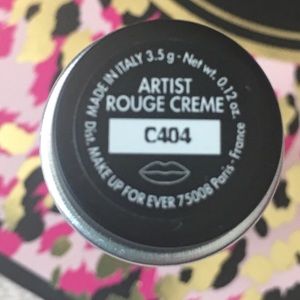 MADE IN ITALY 3.5 g - Net wt. 0.12 oz.
ARTIST
ROUGE CREME
C404
Dist. MAKE UP FOR EVER 75008 Paris - France